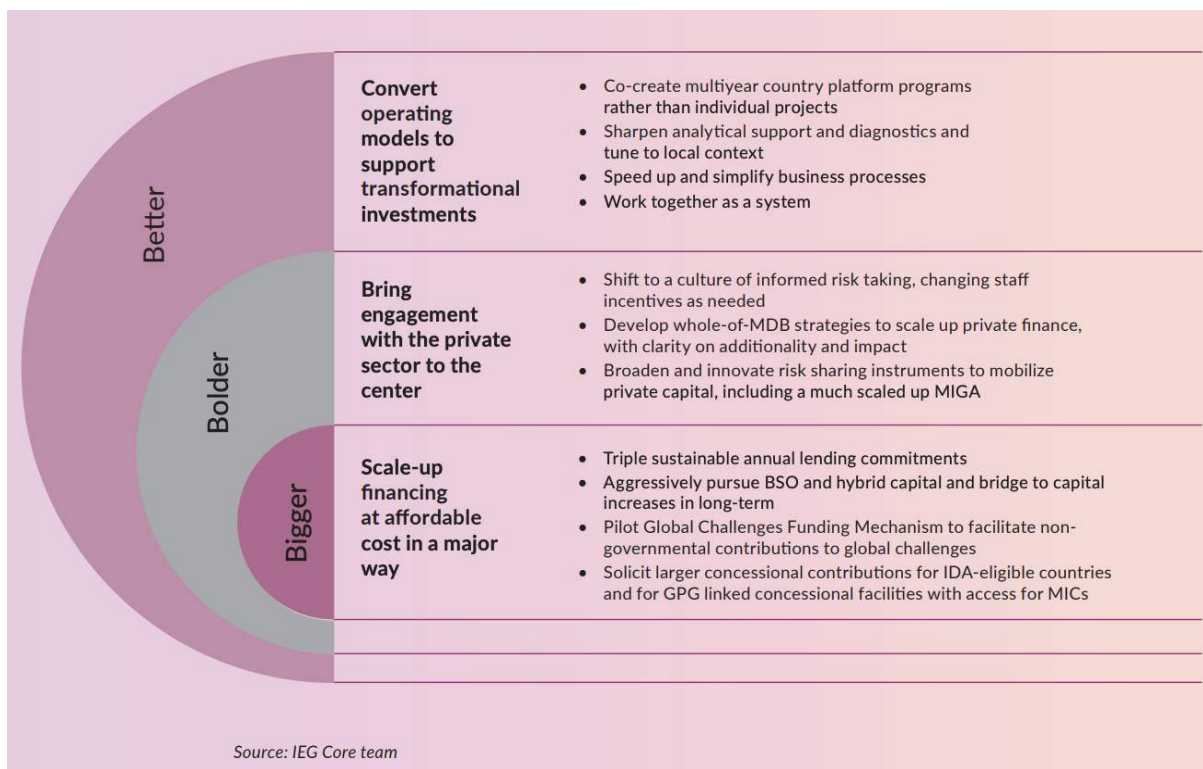 Better
Convert
operating
models to
support
transformational
investments
• Co-create multiyear country platform programs
rather than individual projects
• Sharpen analytical support and diagnostics and
tune to local context
• Speed up and simplify business processes
• Work together as a system
Bolder
Bring
engagement
with the private
sector to the
center
• Shift to a culture of informed risk taking, changing staff
incentives as needed
• Develop whole-of-MDB strategies to scale up private finance,
with clarity on additionality and impact
• Broaden and innovate risk sharing instruments to mobilize
private capital, including a much scaled up MIGA
Bigger
Scale-up
financing
at affordable
cost in a major
way
• Triple sustainable annual lending commitments
• Aggressively pursue BSO and hybrid capital and bridge to capital
increases in long-term
• Pilot Global Challenges Funding Mechanism to facilitate non-
governmental contributions to global challenges
• Solicit larger concessional contributions for IDA-eligible countries
and for GPG linked concessional facilities with access for MICs
Source: IEG Core team